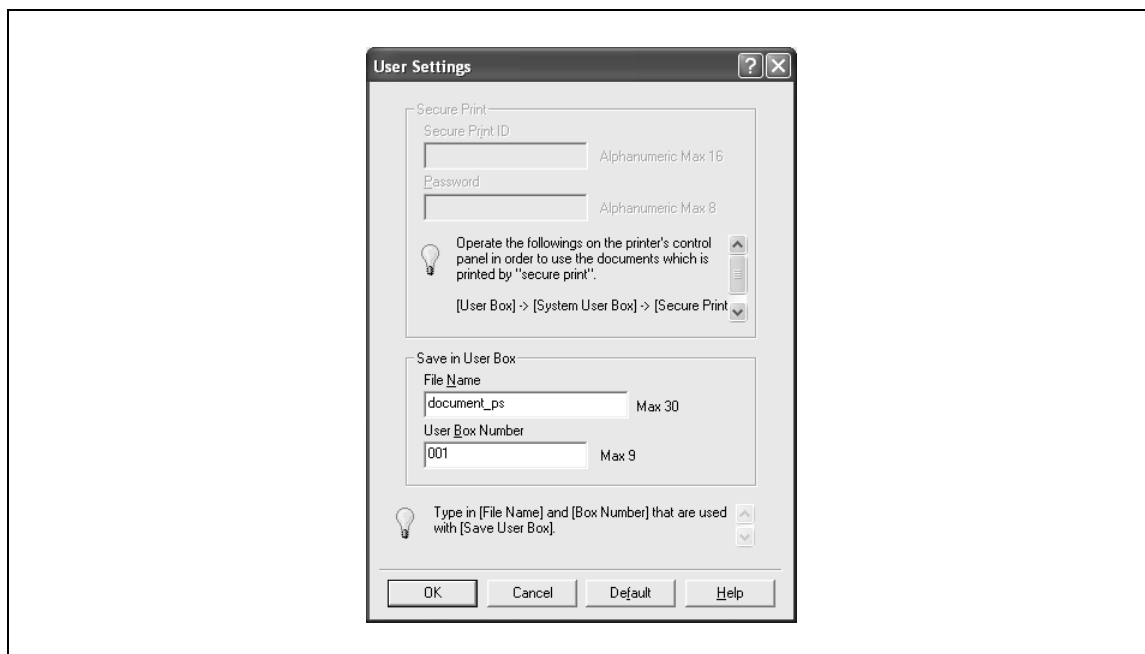 User Settings
Secure Print
Secure Print ID
Alphanumeric Max 16
Password
Alphanumeric Max 8
Operate the followings on the printer's control
panel in order to use the documents which is
printed by "secure print".
[User Box] -> [System User Box] -> [Secure Print
Save in User Box
File Name
document_ps
Max 30
User Box Number
001
Max 9
Type in [File Name] and [Box Number] that are used
with [Save User Box].
OK
Cancel
Default
Help